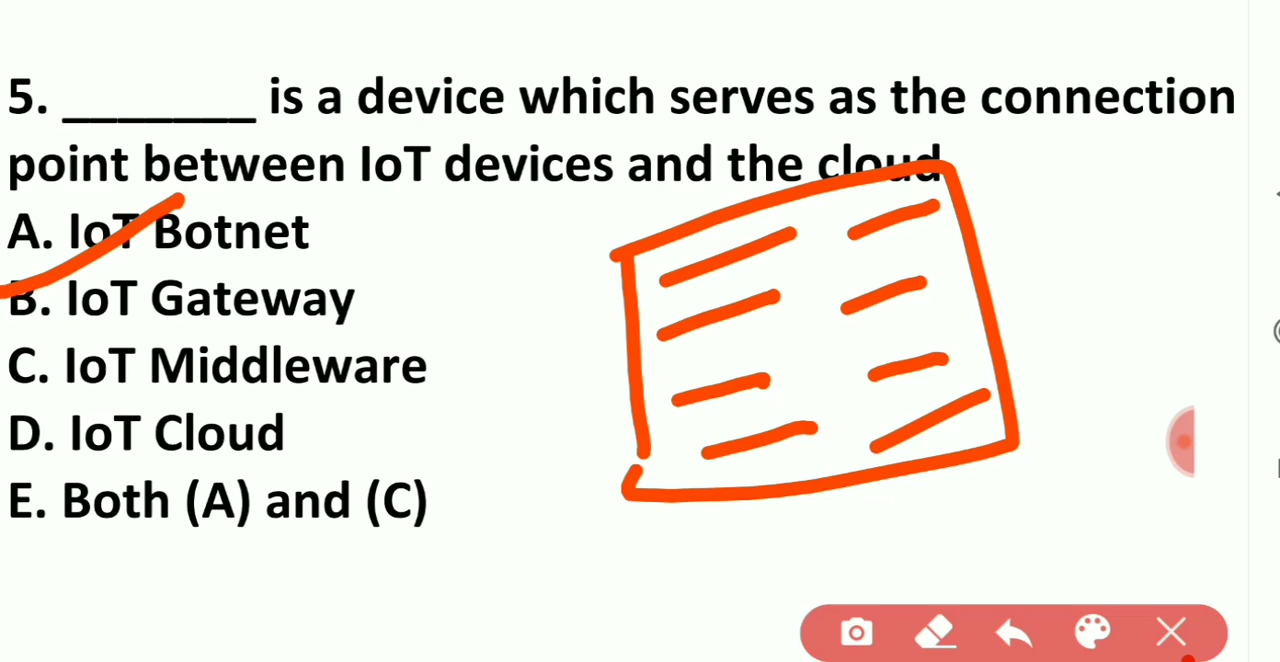 5. _______ is a device which serves as the connection
point between IoT devices and the cloud
A. IoT Botnet
B. IoT Gateway
C. IoT Middleware
D. IoT Cloud
E. Both (A) and (C)